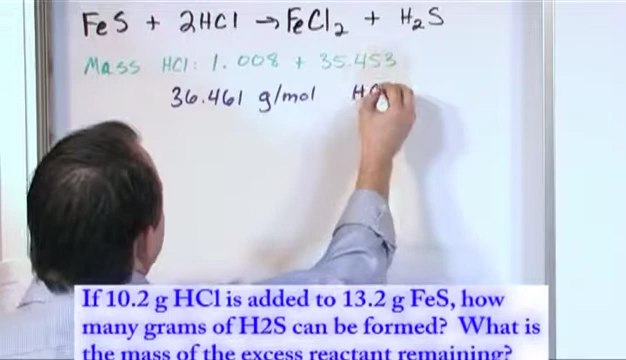 FeS + 2HCl → FeCl₂ + H₂S
Mass HCl: 1.008 + 35.453
36.461 g/mol
If 10.2 g HCl is added to 13.2 g FeS, how
many grams of H2S can be formed? What is
the mass of the excess reactant remaining?